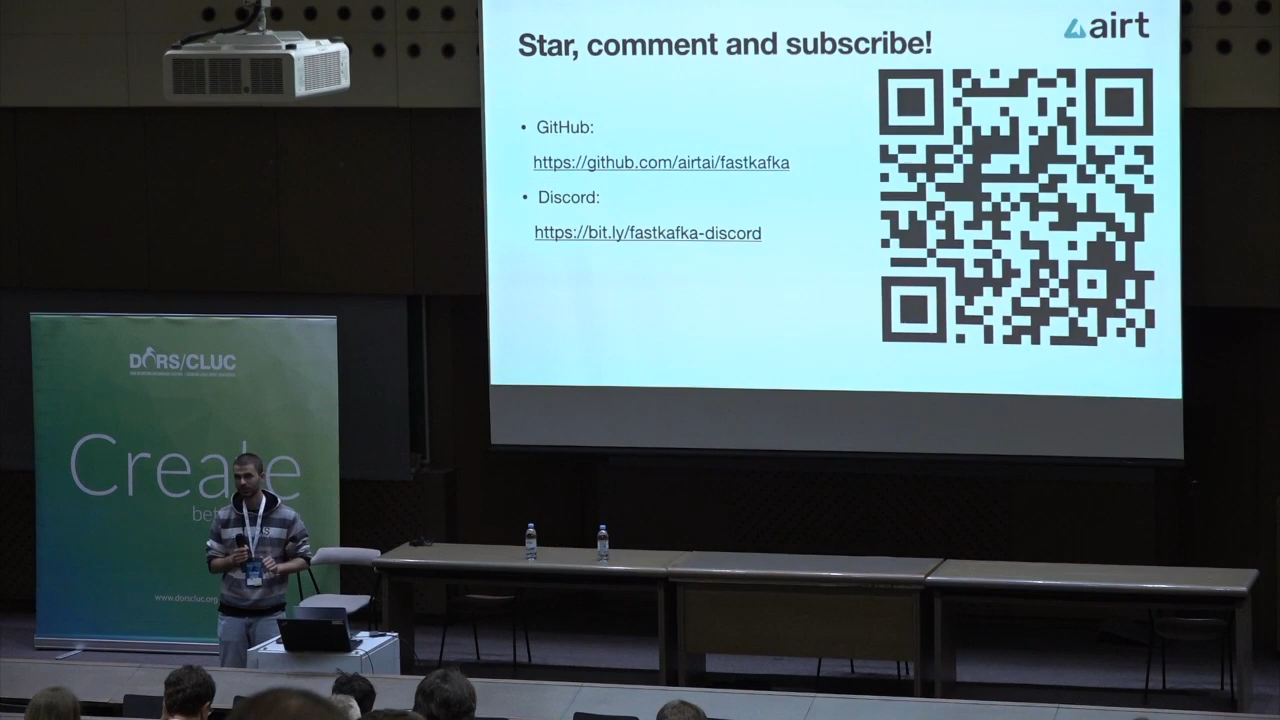 Star, comment and subscribe!
airt
• GitHub:
https://github.com/airtai/fastkafka
• Discord:
https://bit.ly/fastkafka-discord
DORS/CLUC
Create
www.dorscluc.org